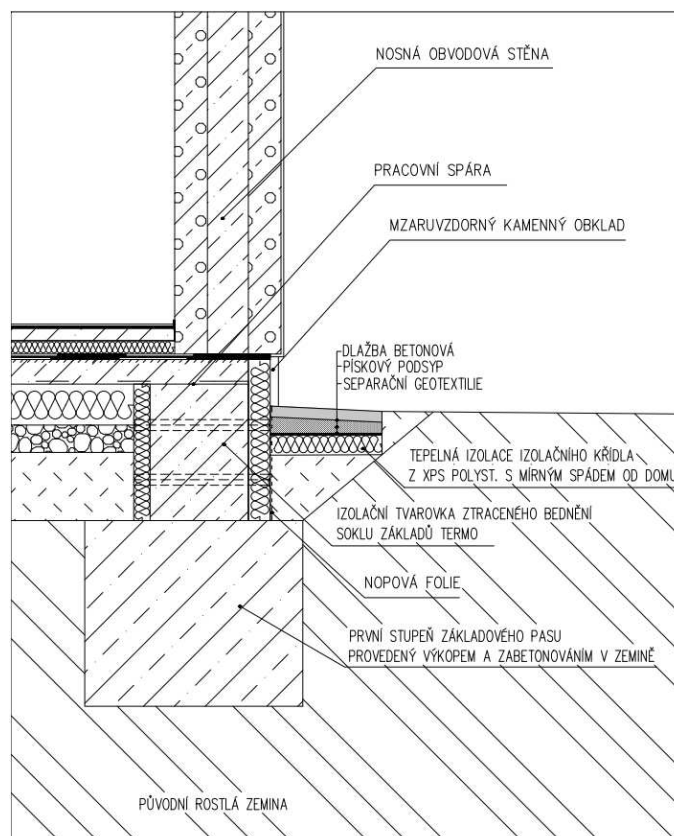 NOSNÁ OBVODOVÁ STĚNA
PRACOVNÍ SPÁRA
MZARUVZDORNÝ KAMENNÝ OBKLAD
DLAŽBA BETONOVÁ
PÍSKOVÝ PODSYP
SEPARAČNÍ GEOTEXTILIE
TEPELNÁ IZOLACE IZOLAČNÍHO KŘÍDLA
Z XPS POLYST. S MÍRNÝM SPÁDEM OD DOMU
IZOLAČNÍ TVAROVKA ZTRACENÉHO BEDNĚNÍ
SOKLU ZÁKLADŮ TERMO
NOPOVÁ FOLIE
PRVNÍ STUPEŇ ZÁKLADOVÉHO PASU
PROVEDENÝ VÝKOPEM A ZABETONOVÁNÍM V ZEMINĚ
PŮVODNÍ ROSTLÁ ZEMINA